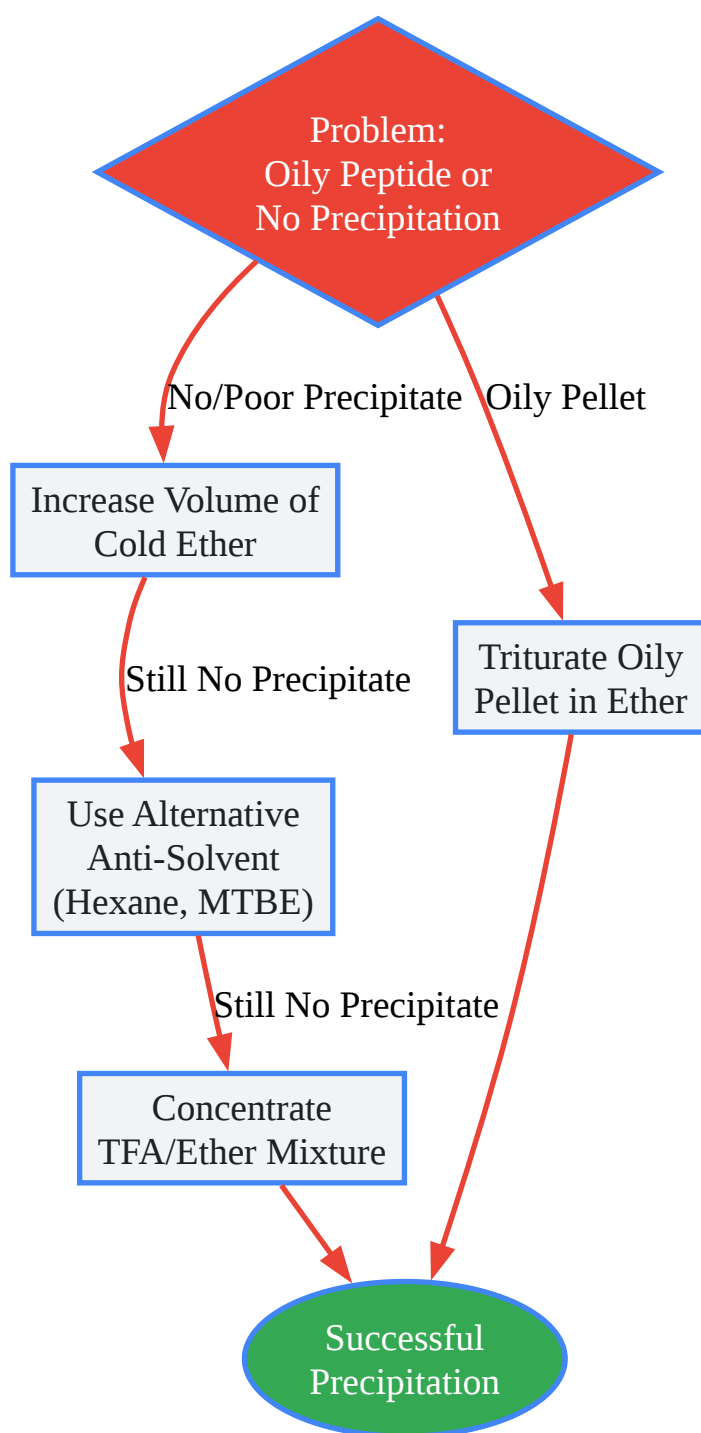 Problem:
Oily Peptide or
No Precipitation
No/Poor Precipitate
Oily Pellet
Increase Volume of
Cold Ether
Still No Precipitate
Triturate Oily
Pellet in Ether
Use Alternative
Anti-Solvent
(Hexane, MTBE)
Still No Precipitate
Concentrate
TFA/Ether Mixture
Successful
Precipitation